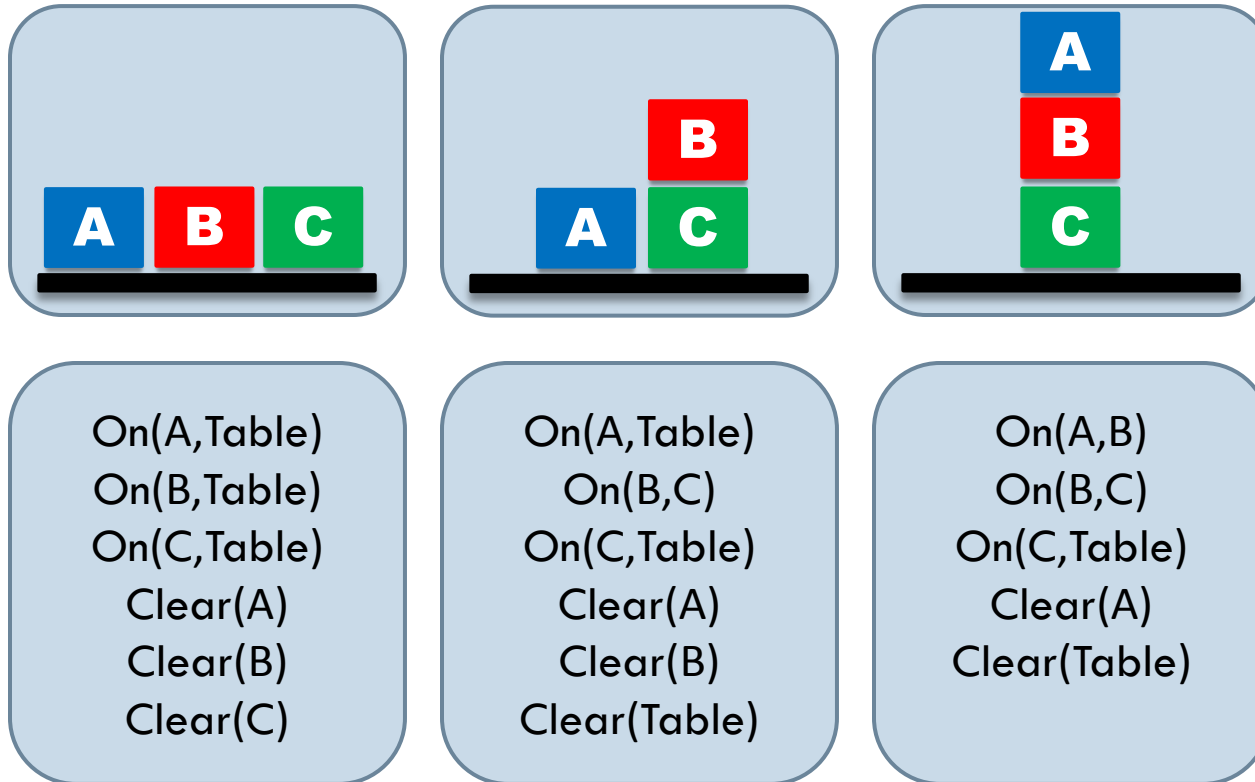 A B C
B
A C
A
B
C
On(A,Table)
On(B,Table)
On(C,Table)
Clear(A)
Clear(B)
Clear(C)
On(A,Table)
On(B,C)
On(C,Table)
Clear(A)
Clear(B)
Clear(Table)
On(A,B)
On(B,C)
On(C,Table)
Clear(A)
Clear(Table)